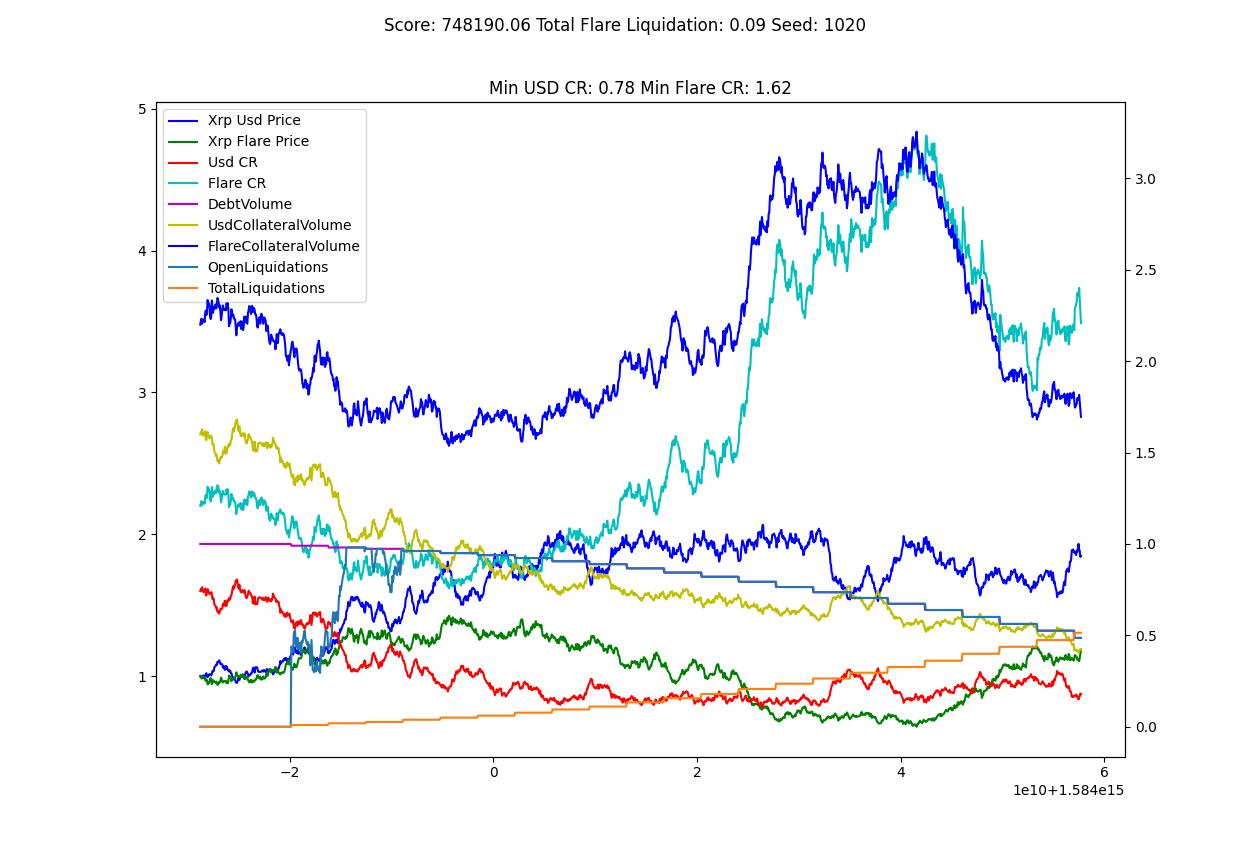 Score: 748190.06 Total Flare Liquidation: 0.09 Seed: 1020
Min USD CR: 0.78 Min Flare CR: 1.62
Xrp Usd Price
Xrp Flare Price
Usd CR
Flare CR
DebtVolume
UsdCollateralVolume
FlareCollateralVolume
OpenLiquidations
TotalLiquidations
5
4
3
2
1
3.0
2.5
2.0
1.5
1.0
0.5
0.0
−2 0 2 4 6
1e10+1.584e15